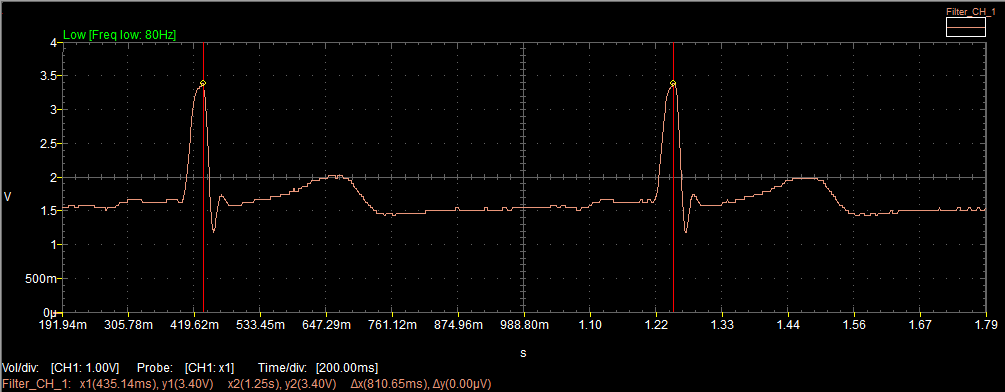 Filter_CH_1
Low [Freq low: 80Hz]
4
3.5
3
2.5
2
1.5
1
500m
0µ
V
191.94m 305.78m 419.62m 533.45m 647.29m 761.12m 874.96m 988.80m 1.10 1.22 1.33 1.44 1.56 1.67 1.79
s
Vol/div: [CH1: 1.00V] Probe: [CH1: x1] Time/div: [200.00ms]
Filter_CH_1: x1(435.14ms), y1(3.40V) x2(1.25s), y2(3.40V) Δx(810.65ms), Δy(0.00µV)